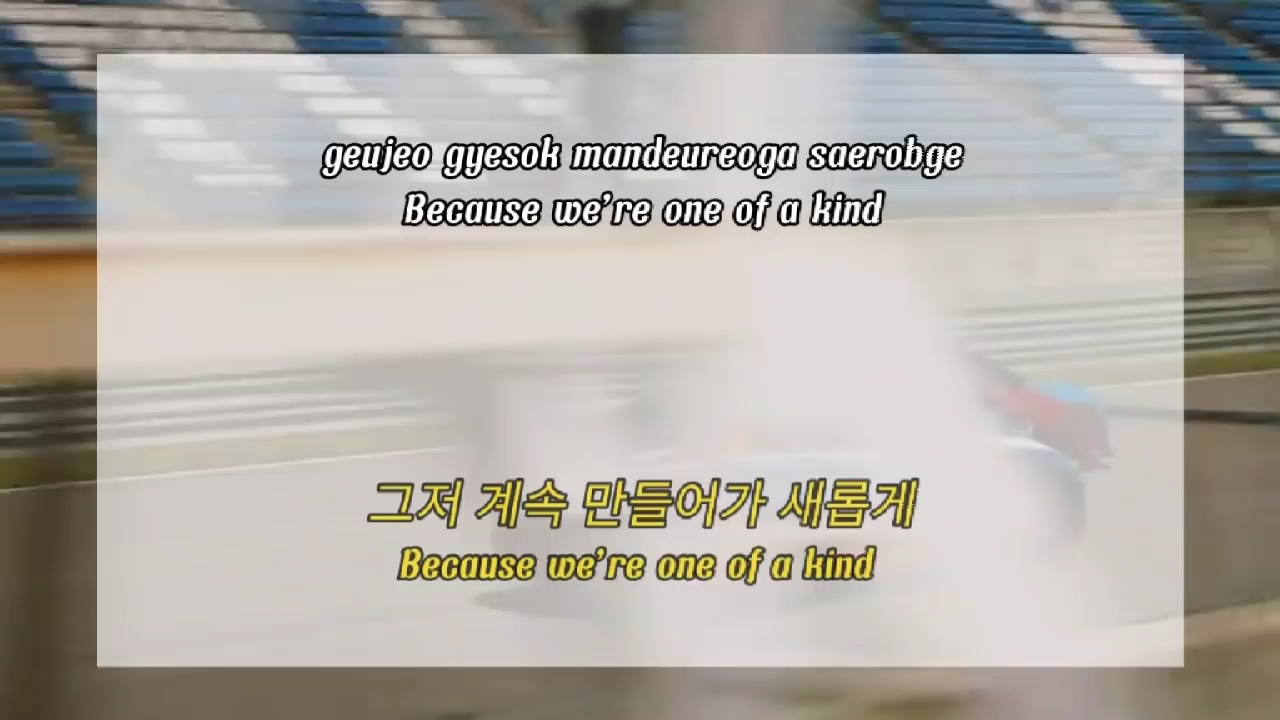 geujeo gyesok mandeureoga saerobge
Because we're one of a kind
그저 계속 만들어가 새롭게
Because we're one of a kind